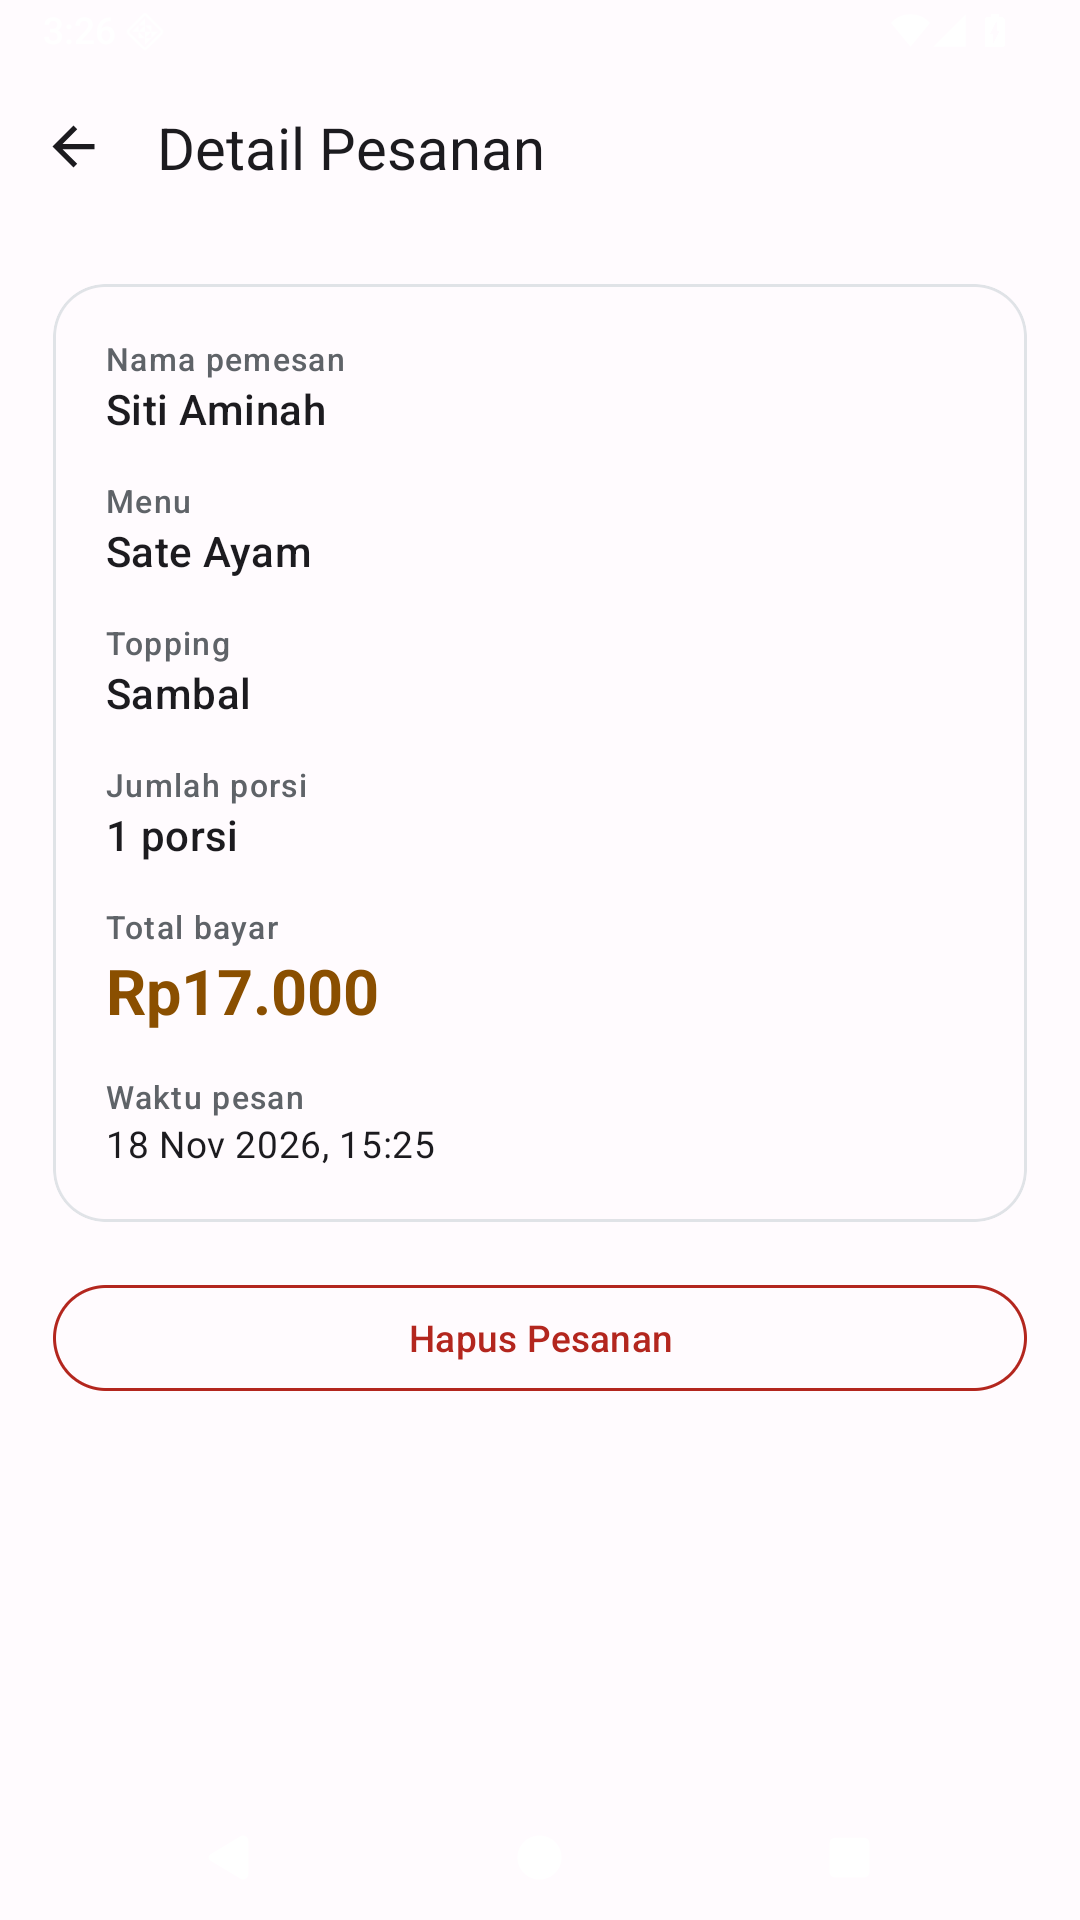 Detail Pesanan
Nama pemesan
Siti Aminah
Menu
Sate Ayam
Topping
Sambal
Jumlah porsi
1 porsi
Total bayar
Rp17.000
Waktu pesan
18 Nov 2026, 15:25
Hapus Pesanan